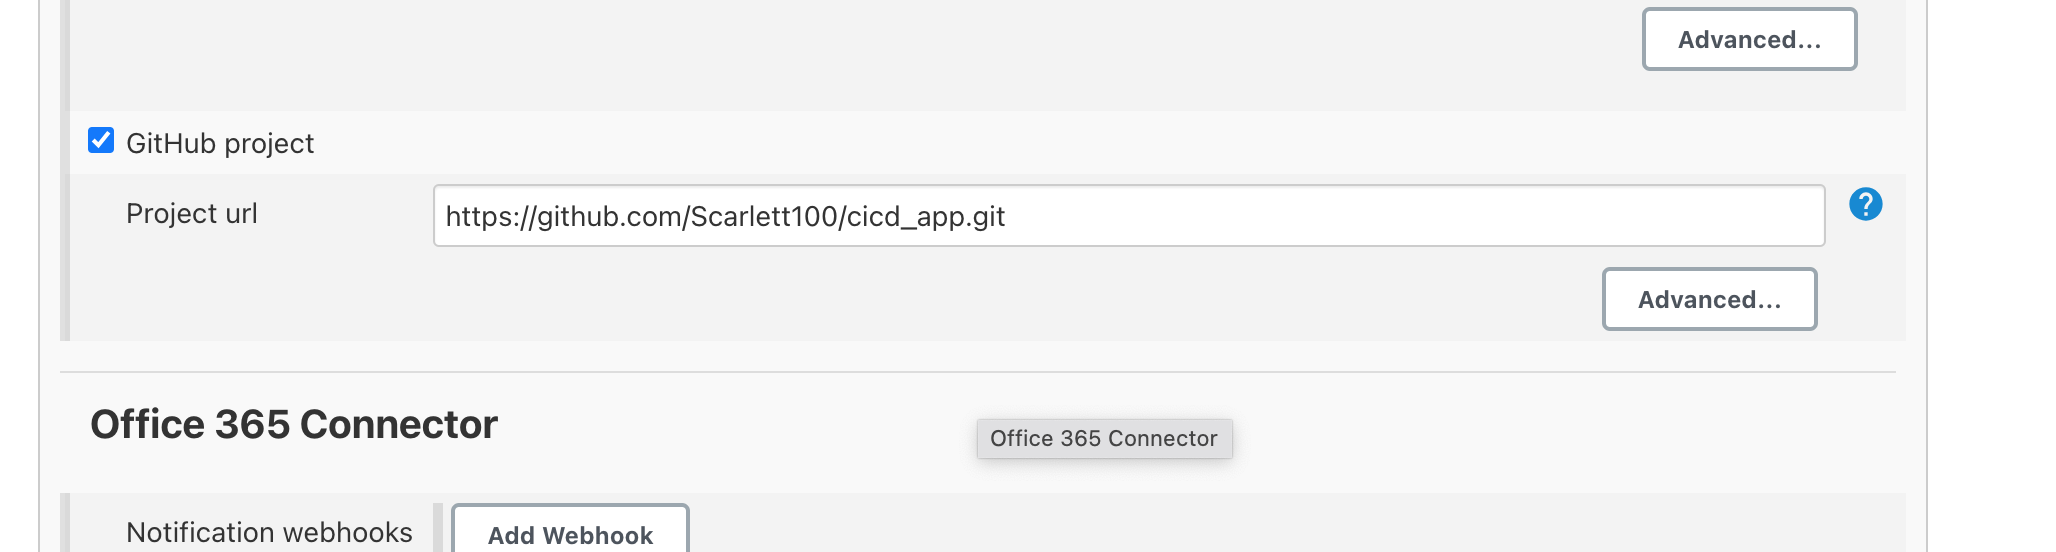 Advanced...
GitHub project
Project url
https://github.com/Scarlett100/cicd_app.git
?
Advanced...
Office 365 Connector
Office 365 Connector
Notification webhooks
Add Webhook